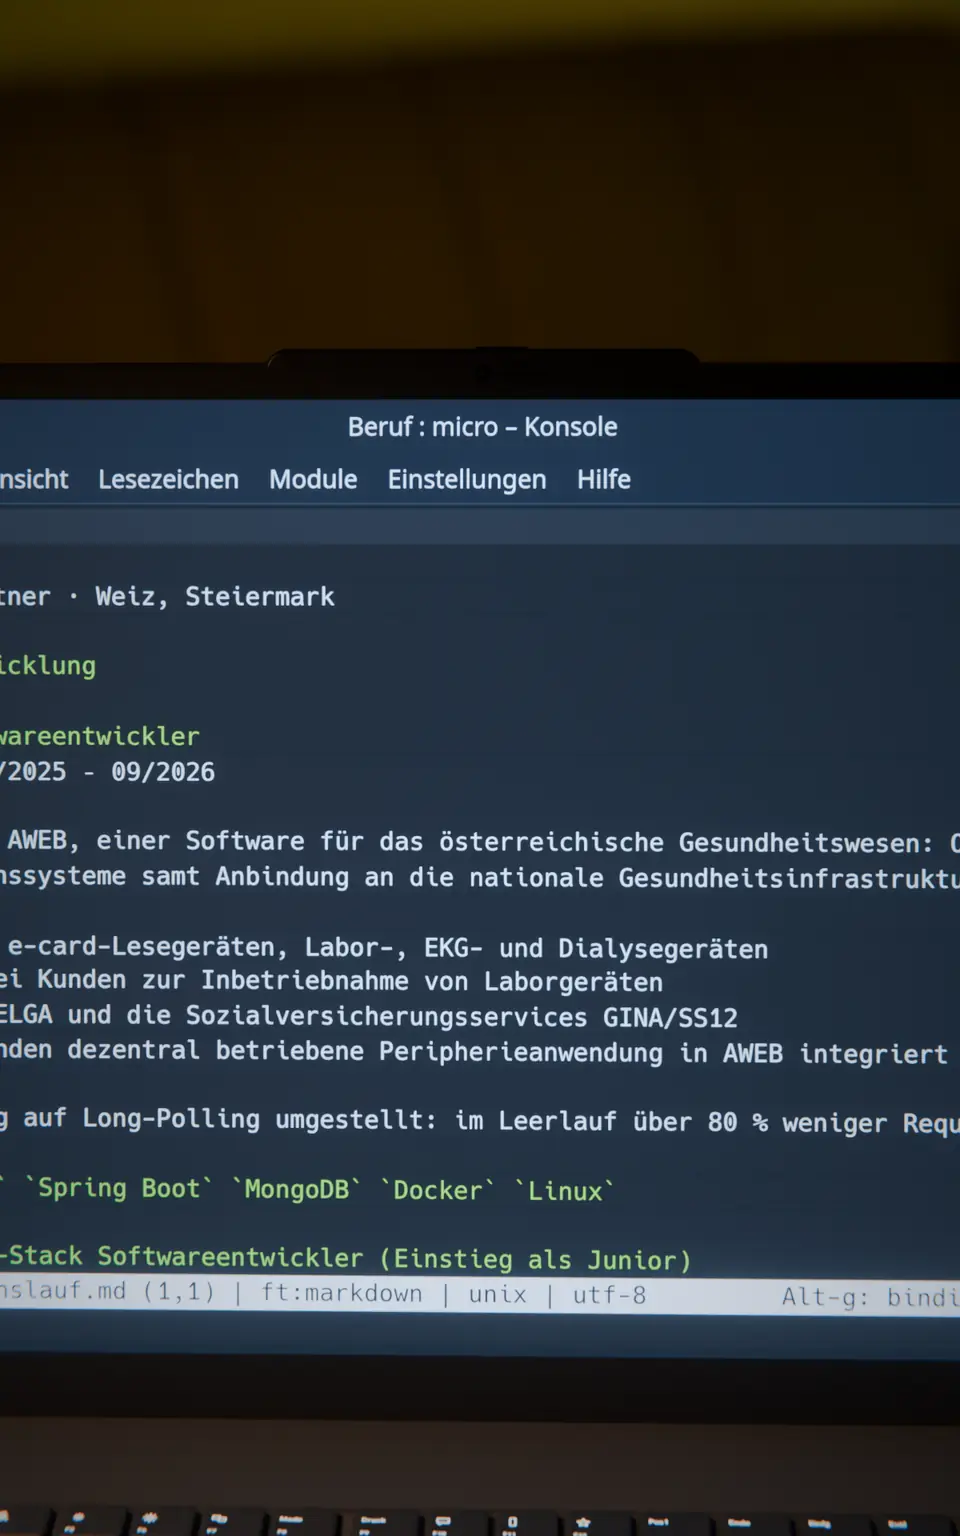 Beruf : micro – Konsole
nsicht Lesezeichen Module Einstellungen Hilfe
tner · Weiz, Steiermark
icklung
wareentwickler
/2025 - 09/2026
AWEB, einer Software für das österreichische Gesundheitswesen: O
nssysteme samt Anbindung an die nationale Gesundheitsinfrastruktu
e-card-Lesegeräten, Labor-, EKG- und Dialysegeräten
ei Kunden zur Inbetriebnahme von Laborgeräten
ELGA und die Sozialversicherungsservices GINA/SS12
nden dezentral betriebene Peripherieanwendung in AWEB integriert
g auf Long-Polling umgestellt: im Leerlauf über 80 % weniger Requ
` `Spring Boot` `MongoDB` `Docker` `Linux`
-Stack Softwareentwickler (Einstieg als Junior)
nslauf.md (1,1) | ft:markdown | unix | utf-8 Alt-g: bindi